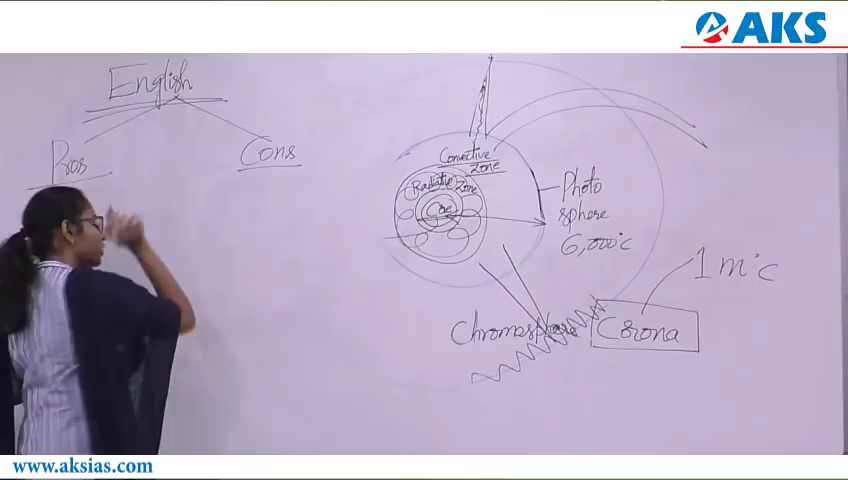 AKS
English
Pros
Cons
Convective
Zone
Radiative Zone
Core
Photo
sphere
6,000°C
1 m°c
Chromosphere
Corona
www.aksias.com